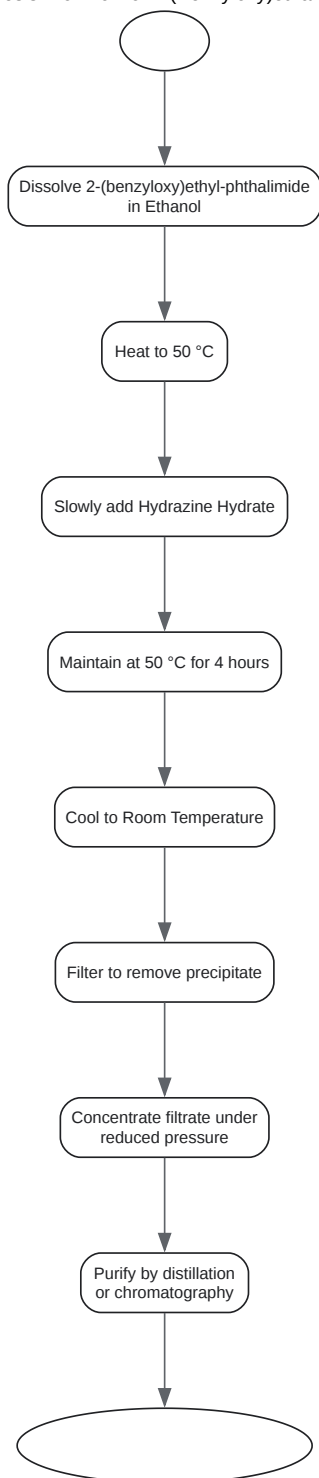 Dissolve 2-(benzyloxy)ethyl-phthalimide
in Ethanol
Heat to 50 °C
Slowly add Hydrazine Hydrate
Maintain at 50 °C for 4 hours
Cool to Room Temperature
Filter to remove precipitate
Concentrate filtrate under
reduced pressure
Purify by distillation
or chromatography